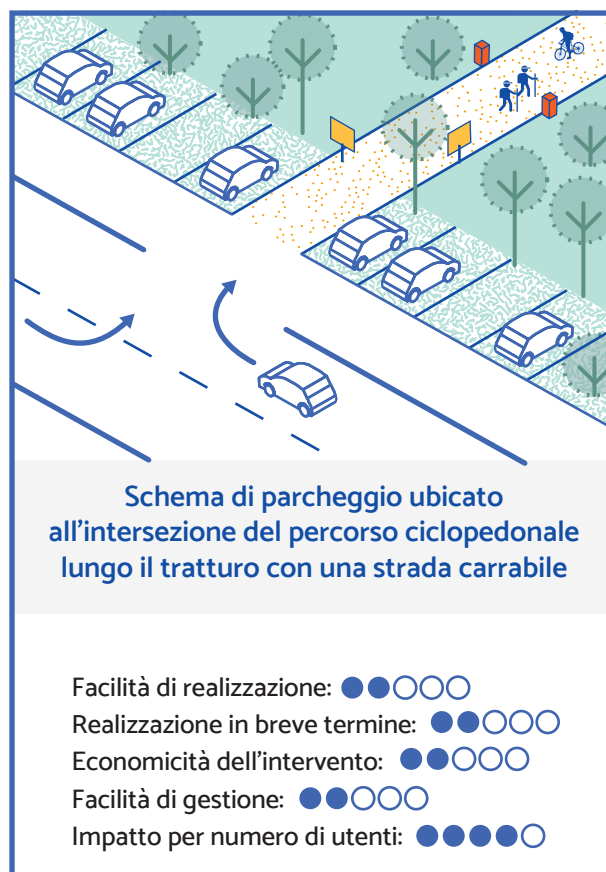 Schema di parcheggio ubicato
all'intersezione del percorso ciclopedonale
lungo il tratturo con una strada carrabile
Facilità di realizzazione:
Realizzazione in breve termine:
Economicità dell'intervento:
Facilità di gestione:
Impatto per numero di utenti: